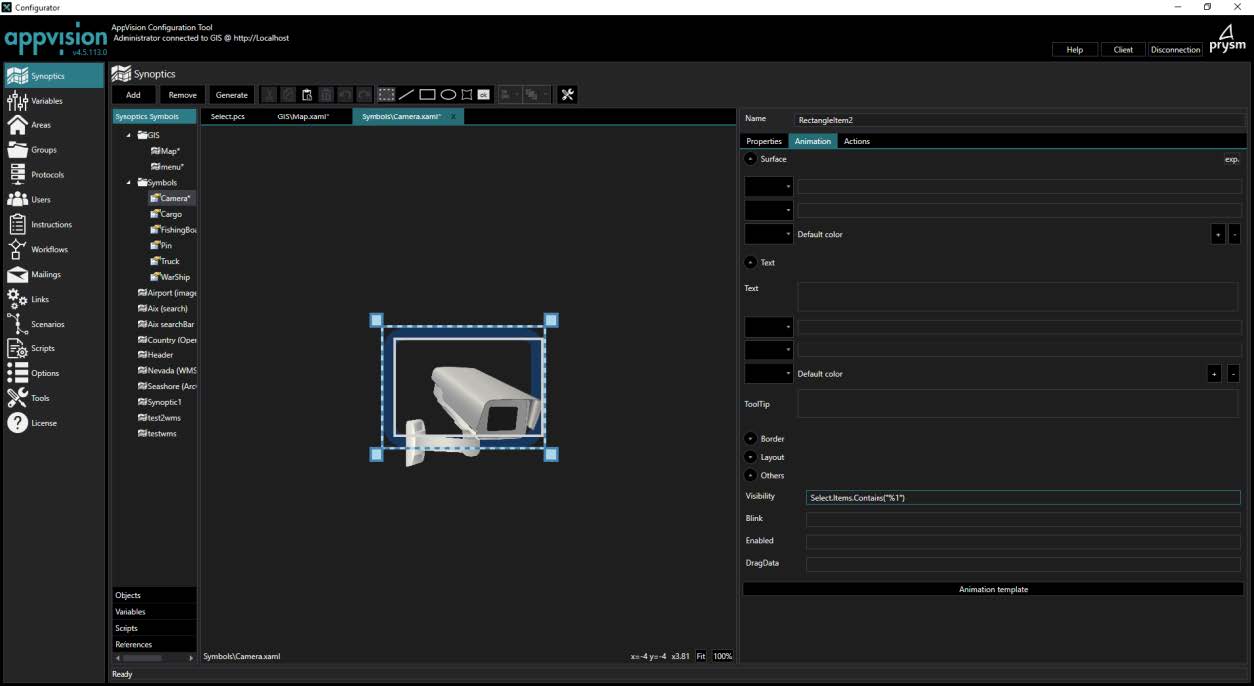 Configurator
appvision
v4.5.113.0
AppVision Configuration Tool
Administrator connected to GIS @ http://Localhost
Help
Client
Disconnection
prysm
Synoptics
Variables
Areas
Groups
Protocols
Users
Instructions
Workflows
Mailings
Links
Scenarios
Scripts
Options
Tools
License
Synoptics
Add
Remove
Generate
ok
Synoptics Symbols
GIS
Map*
menu*
Symbols
Camera*
Cargo
FishingBoa
Pin
Truck
WarShip
Airport (image
Aix (search)
Aix searchBar
Country (Oper
Header
Nevada (WMS
Seashore (Arc
Synoptic1
test2wms
testwms
Objects
Variables
Scripts
References
Select.pcs
GIS\Map.xaml*
Symbols\Camera.xaml*
X
Symbols\Camera.xaml
x=-4 y=-4
x3.81
Fit
100%
Name
RectangleItem2
Properties
Animation
Actions
Surface
exp.
Default color
+
-
Text
Text
Default color
+
-
ToolTip
Border
Layout
Others
Visibility
Select.Items.Contains("%1")
Blink
Enabled
DragData
Animation template
Ready